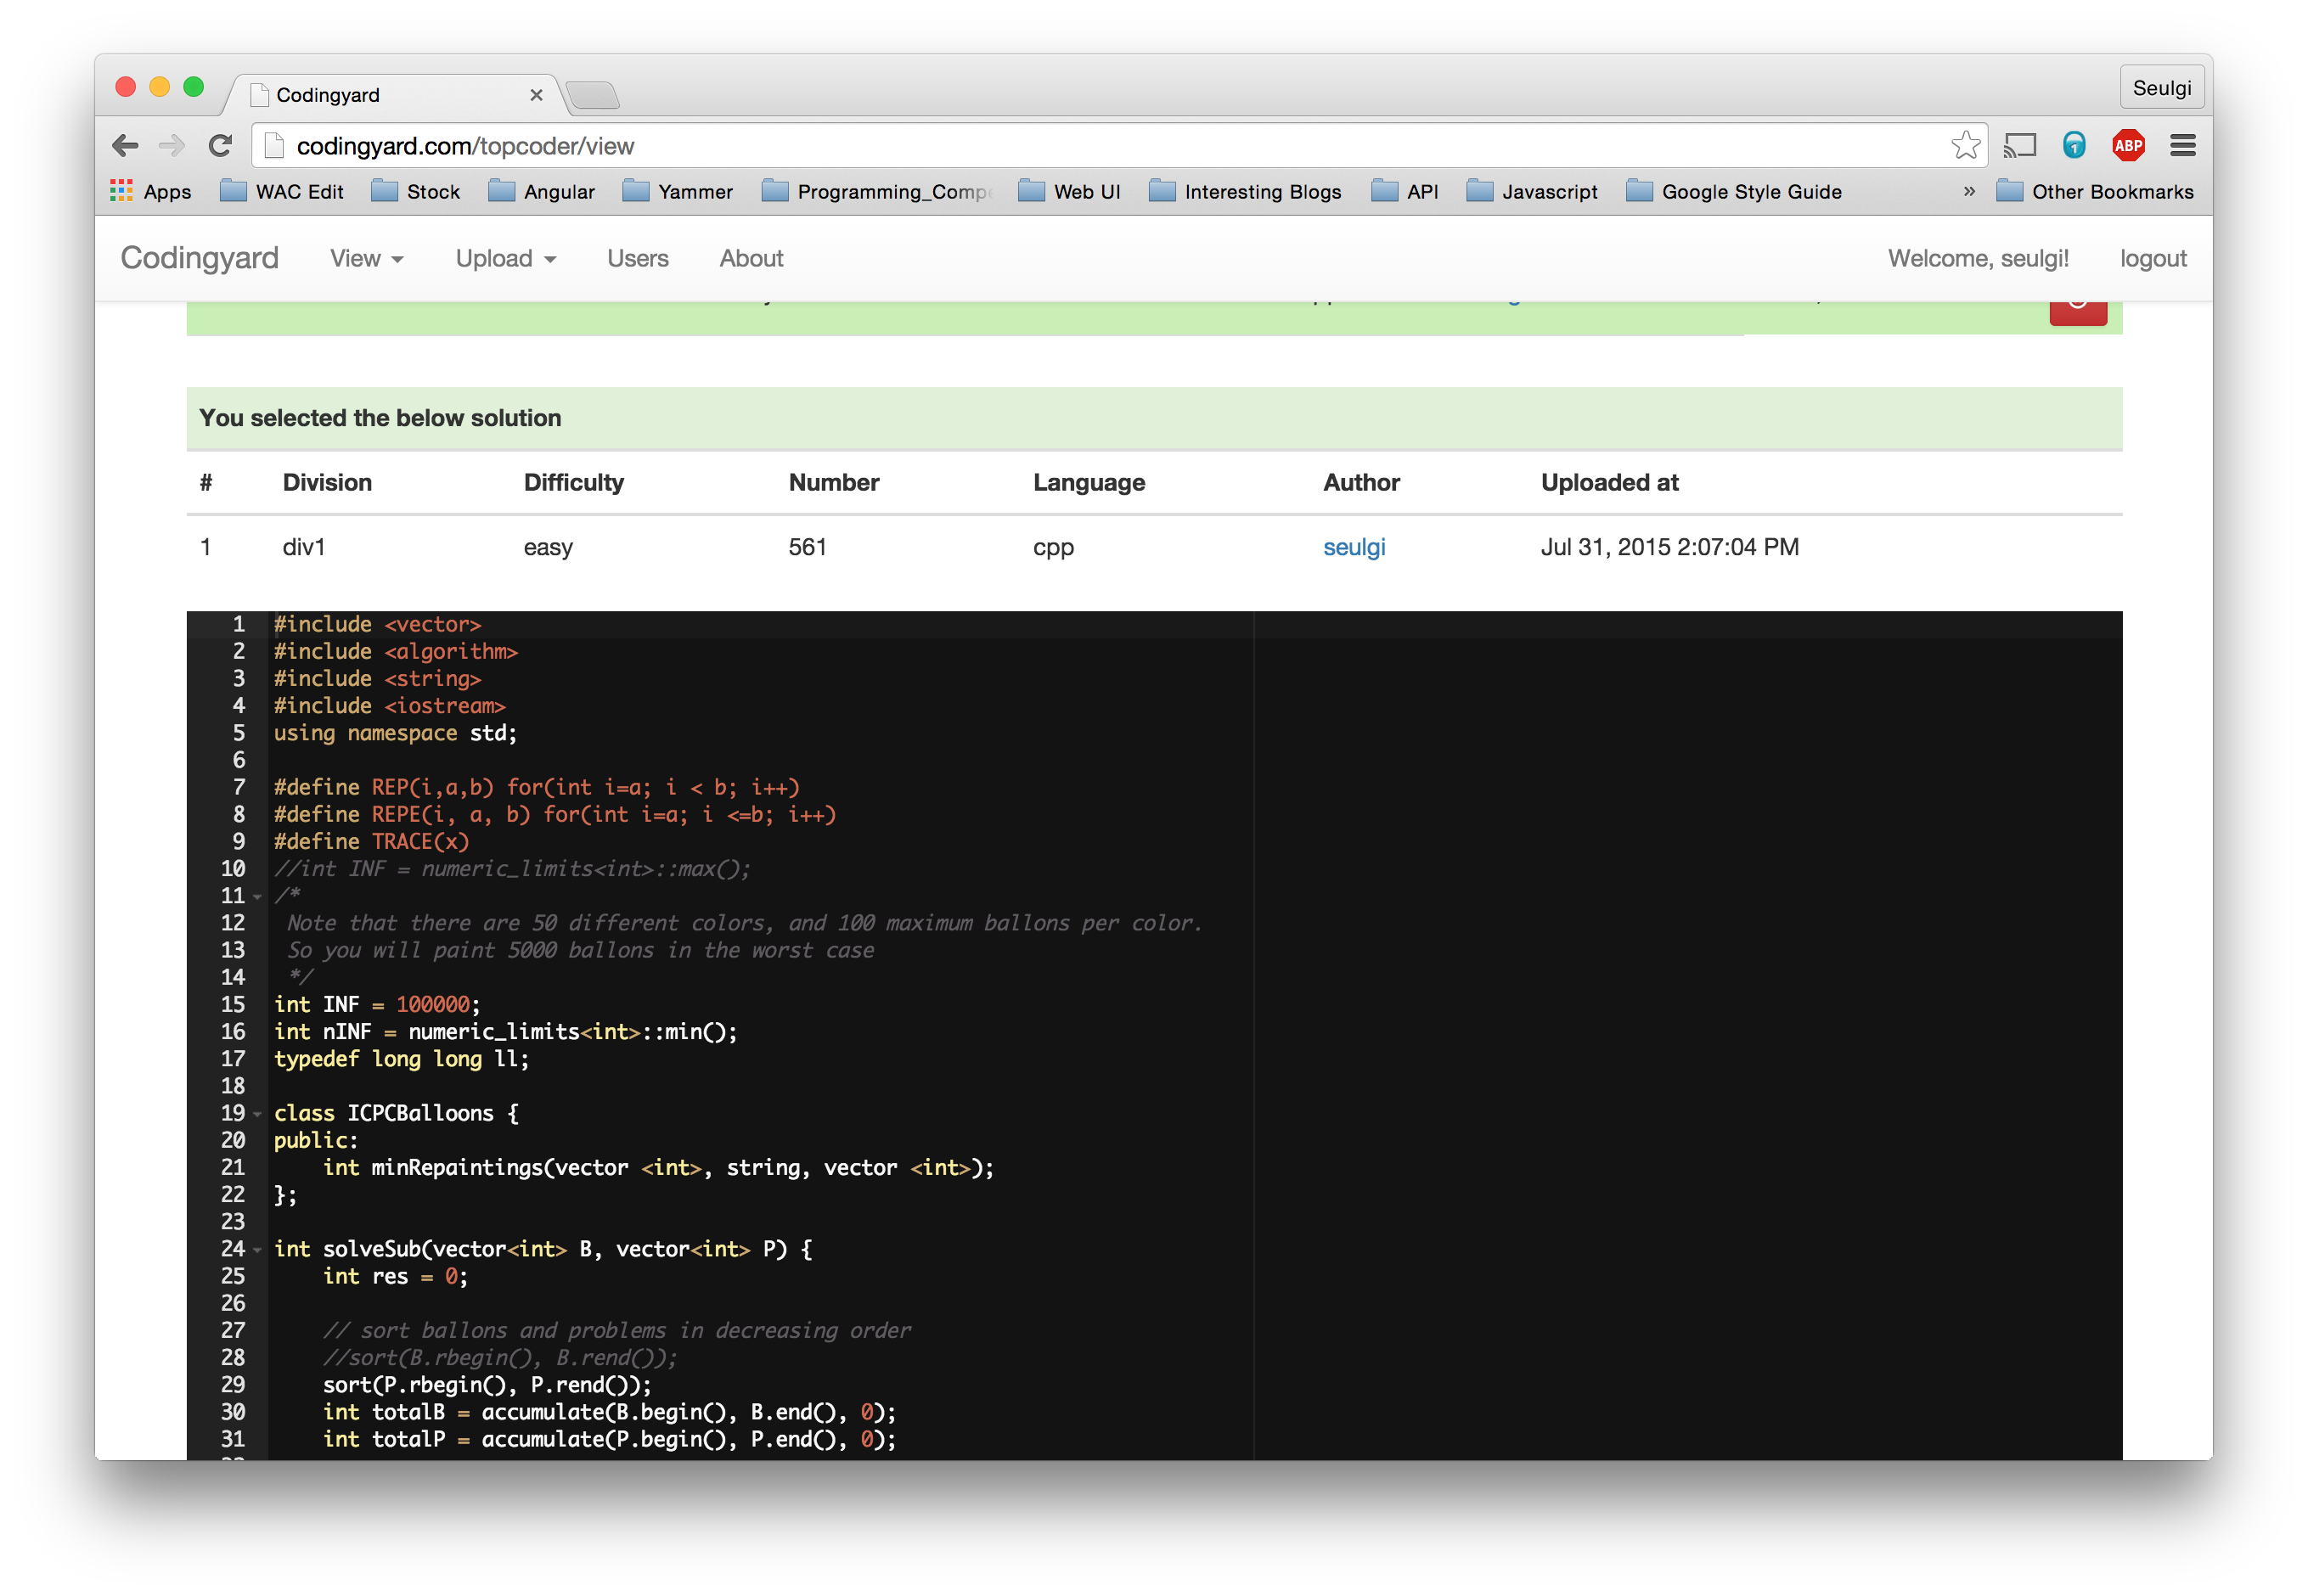 Codingyard
Seulgi
codingyard.com/topcoder/view
ABP
Apps WAC Edit Stock Angular Yammer Programming_Comp Web UI Interesting Blogs API Javascript Google Style Guide » Other Bookmarks
Codingyard View Upload Users About Welcome, seulgi! logout
You selected the below solution
# Division Difficulty Number Language Author Uploaded at
1 div1 easy 561 cpp seulgi Jul 31, 2015 2:07:04 PM
1 #include <vector>
2 #include <algorithm>
3 #include <string>
4 #include <iostream>
5 using namespace std;
6
7 #define REP(i,a,b) for(int i=a; i < b; i++)
8 #define REPE(i, a, b) for(int i=a; i <=b; i++)
9 #define TRACE(x)
10 //int INF = numeric_limits<int>::max();
11 /*
12 Note that there are 50 different colors, and 100 maximum ballons per color.
13 So you will paint 5000 ballons in the worst case
14 */
15 int INF = 100000;
16 int nINF = numeric_limits<int>::min();
17 typedef long long ll;
18
19 class ICPCBalloons {
20 public:
21 int minRepaintings(vector <int>, string, vector <int>);
22 };
23
24 int solveSub(vector<int> B, vector<int> P) {
25 int res = 0;
26
27 // sort ballons and problems in decreasing order
28 //sort(B.rbegin(), B.rend());
29 sort(P.rbegin(), P.rend());
30 int totalB = accumulate(B.begin(), B.end(), 0);
31 int totalP = accumulate(P.begin(), P.end(), 0);